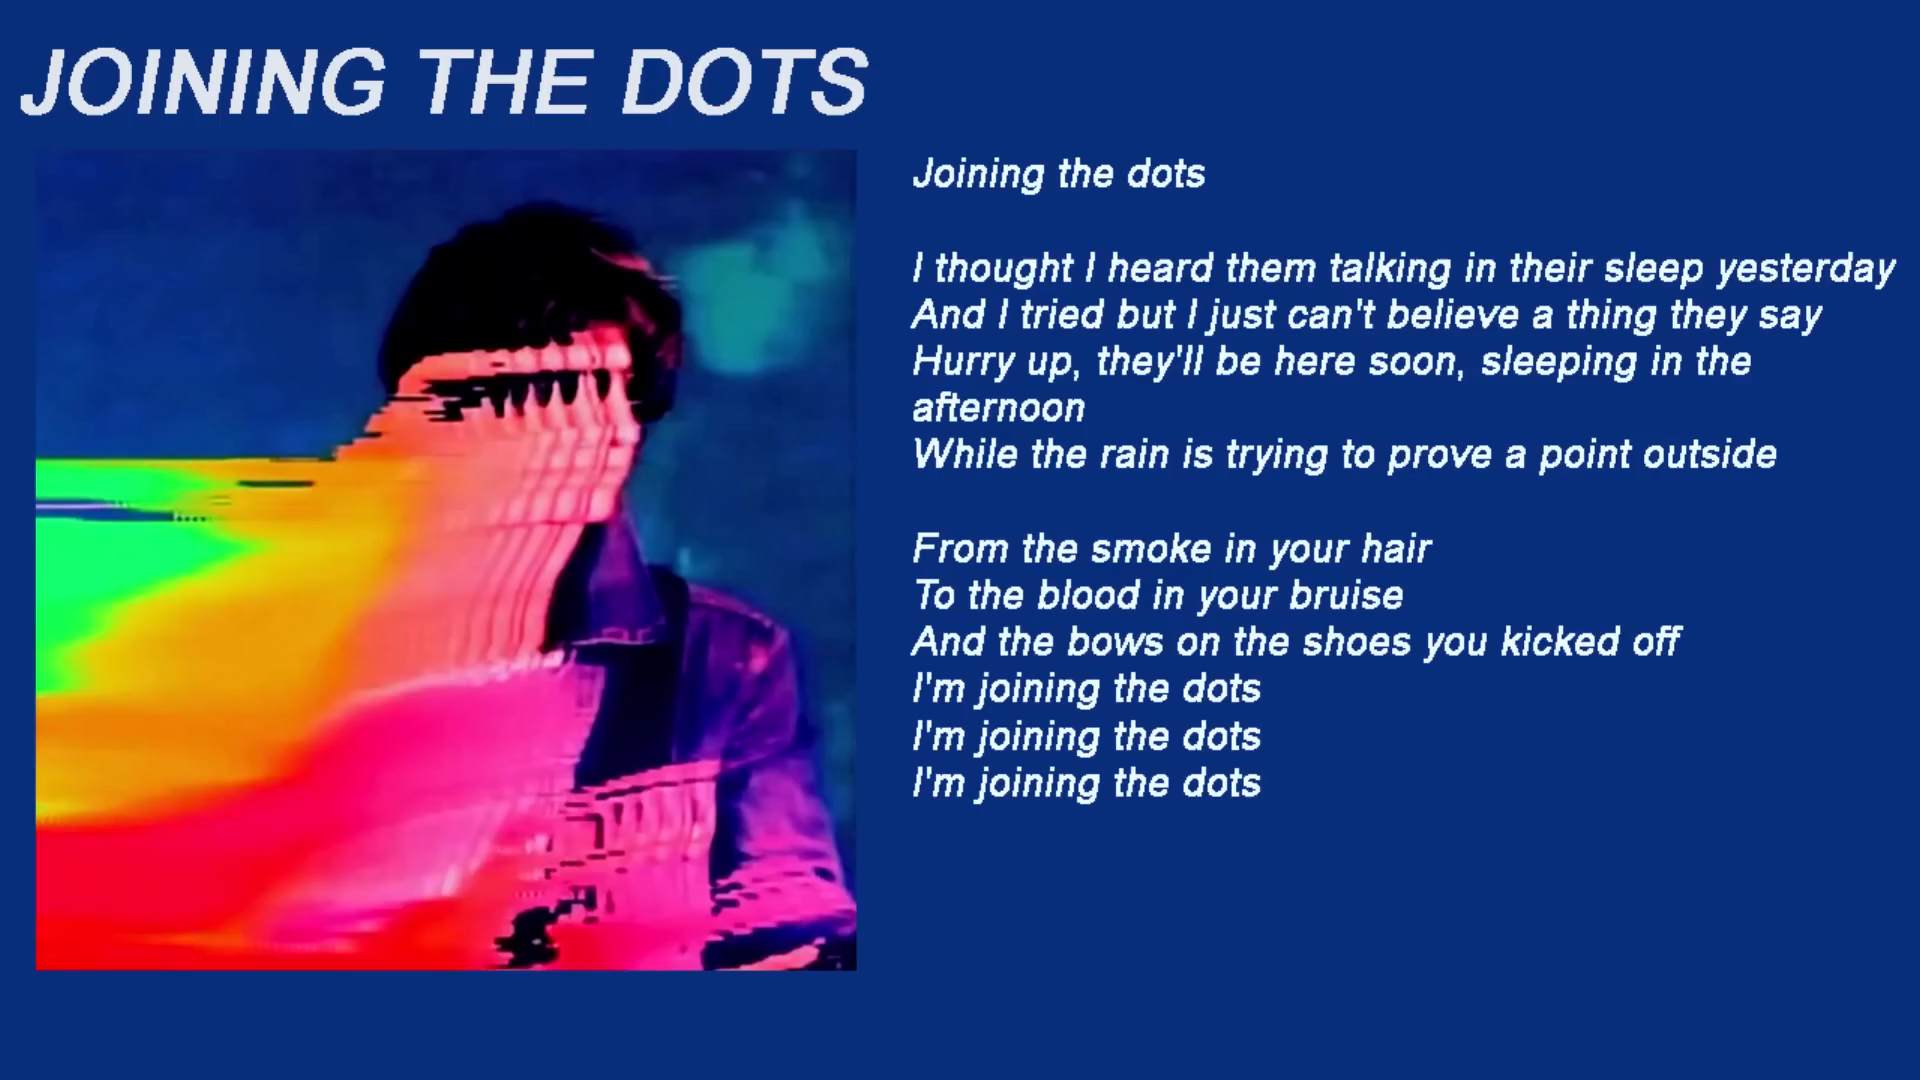 JOINING THE DOTS
Joining the dots
I thought I heard them talking in their sleep yesterday
And I tried but I just can't believe a thing they say
Hurry up, they'll be here soon, sleeping in the
afternoon
While the rain is trying to prove a point outside
From the smoke in your hair
To the blood in your bruise
And the bows on the shoes you kicked off
I'm joining the dots
I'm joining the dots
I'm joining the dots